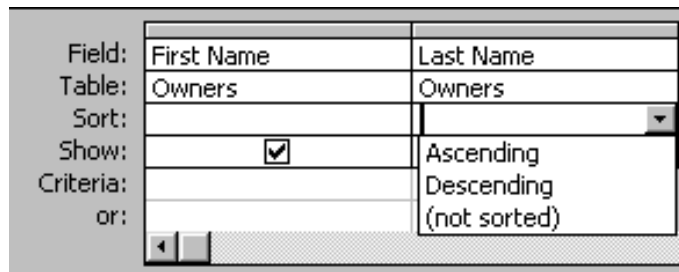 Field: First Name Last Name
Table: Owners Owners
Sort:
Show: Ascending
Criteria: Descending
or: (not sorted)